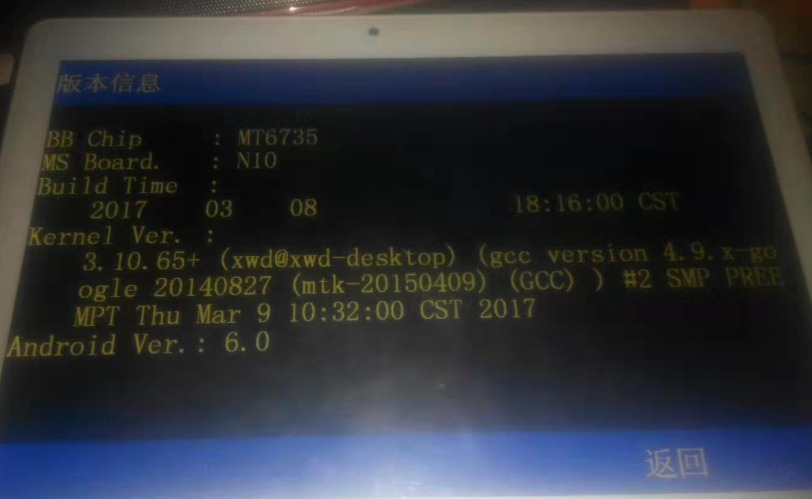 版本信息
BB Chip : MT6735
MS Board. : N10
Build Time :
2017 03 08 18:16:00 CST
Kernel Ver. :
3.10.65+ (xwd@xwd-desktop) (gcc version 4.9.x-go
ogle 20140827 (mtk-20150409) (GCC) ) #2 SMP PREE
MPT Thu Mar 9 10:32:00 CST 2017
Android Ver.: 6.0
返回